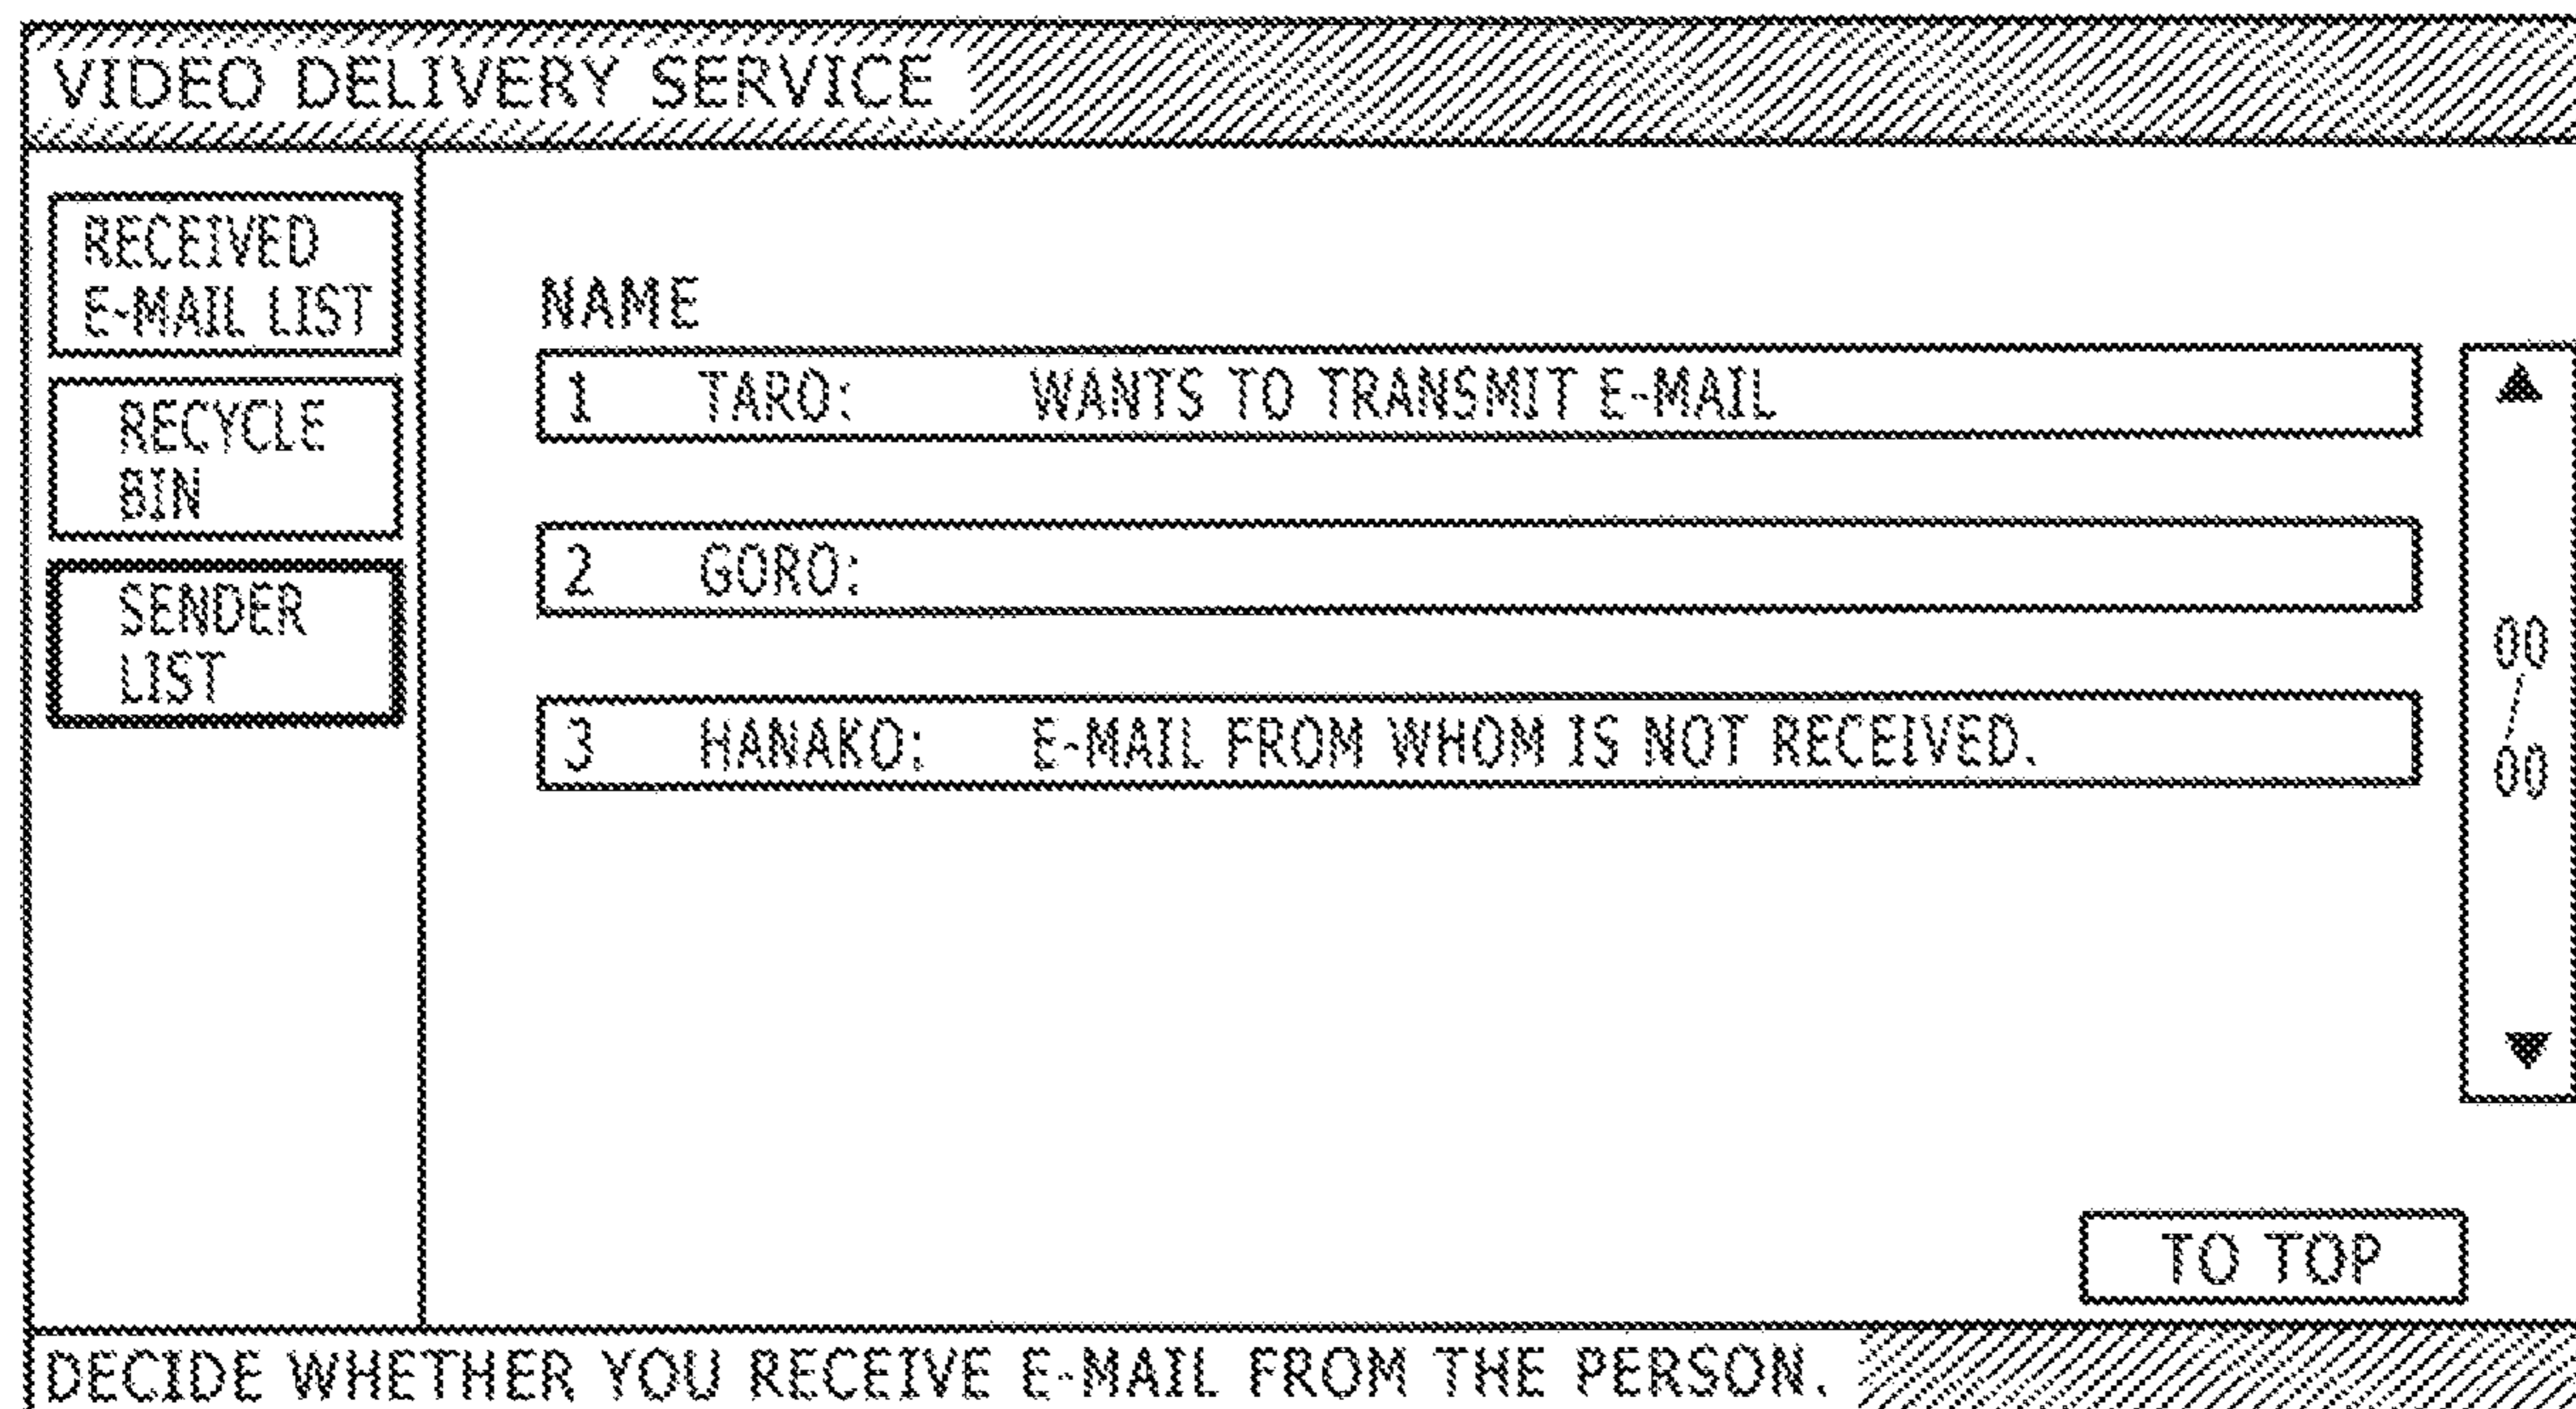 VIDEO DELIVERY SERVICE
RECEIVED
E-MAIL LIST
RECYCLE
BIN
SENDER
LIST
NAME
1 TARO: WANTS TO TRANSMIT E-MAIL
2 GORO:
3 HANAKO: E-MAIL FROM WHOM IS NOT RECEIVED.
▲
00
/
00
▼
TO TOP
DECIDE WHETHER YOU RECEIVE E-MAIL FROM THE PERSON.